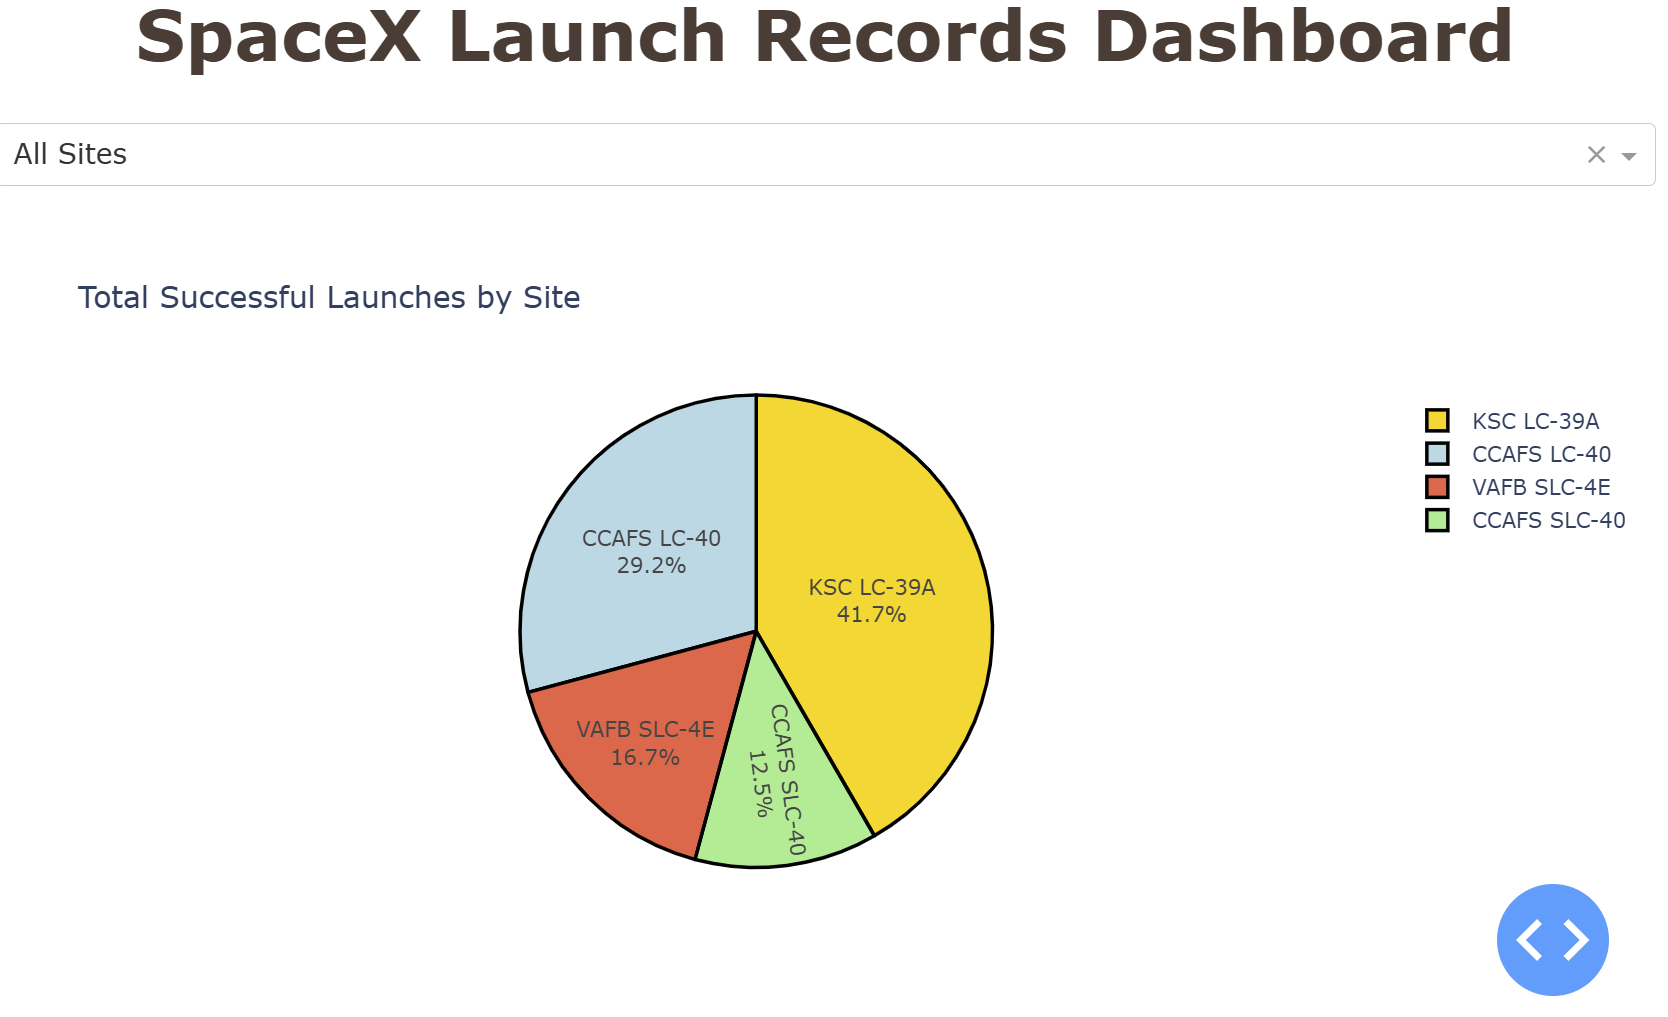 SpaceX Launch Records Dashboard
All Sites
Total Successful Launches by Site
KSC LC-39A
CCAFS LC-40
VAFB SLC-4E
CCAFS SLC-40
CCAFS LC-40
29.2%
KSC LC-39A
41.7%
VAFB SLC-4E
16.7%
CCAFS SLC-40
12.5%